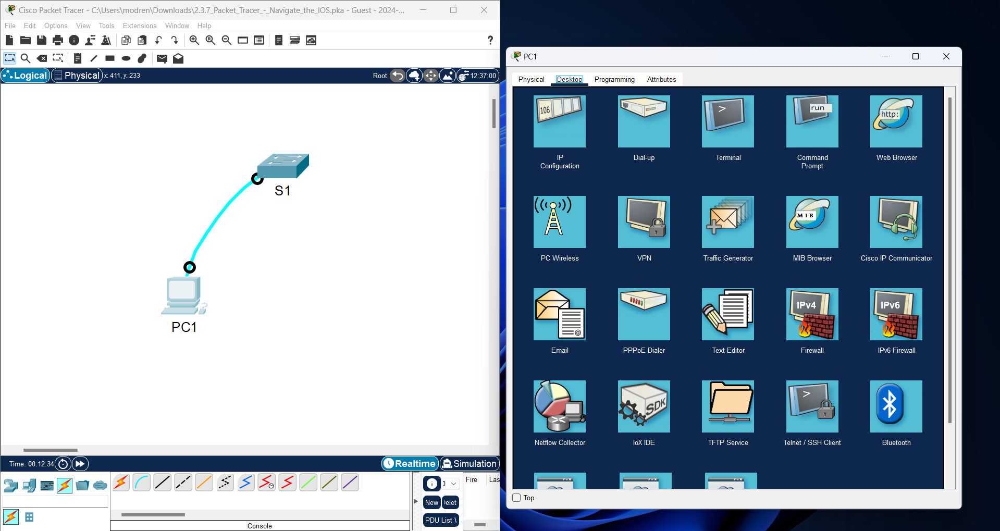 Cisco Packet Tracer - C:\Users\modren\Downloads\2.3.7_Packet_Tracer_-_Navigate_the_IOS.pka - Guest - 2024-...
File Edit Options View Tools Extensions Window Help
?
Logical Physical x: 411, y: 233
Root 12:37:00
S1
PC1
Time: 00:12:34
Realtime Simulation
Fire Las
0
New elet
PDU List
Console
PC1
Physical Desktop Programming Attributes
106
>
run
http:
IP
Configuration
Dial-up
Terminal
Command
Prompt
Web Browser
MIB
PC Wireless
VPN
Traffic Generator
MIB Browser
Cisco IP Communicator
@
IPv4
IPv6
Email
PPPoE Dialer
Text Editor
Firewall
IPv6 Firewall
SDK
>
Netflow Collector
IoX IDE
TFTP Service
Telnet / SSH Client
Bluetooth
Top